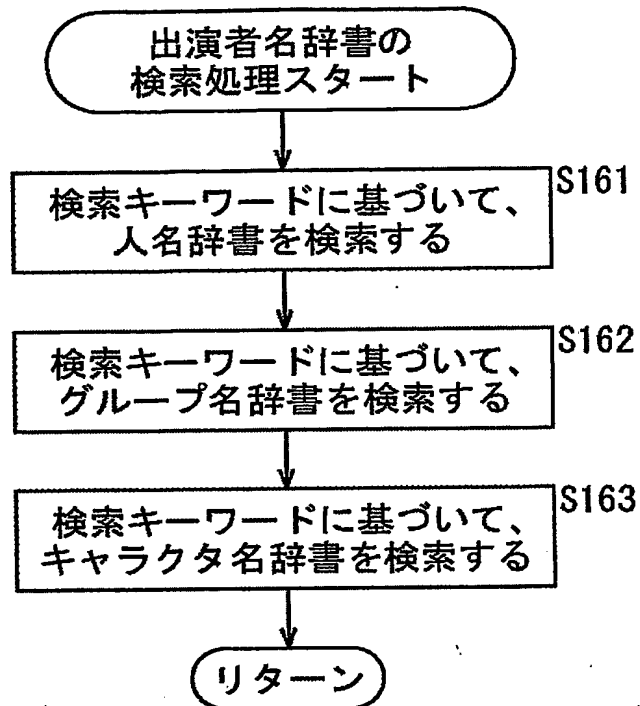 出演者名辞書の
検索処理スタート
S161
検索キーワードに基づいて、
人名辞書を検索する
S162
検索キーワードに基づいて、
グループ名辞書を検索する
S163
検索キーワードに基づいて、
キャラクタ名辞書を検索する
リターン